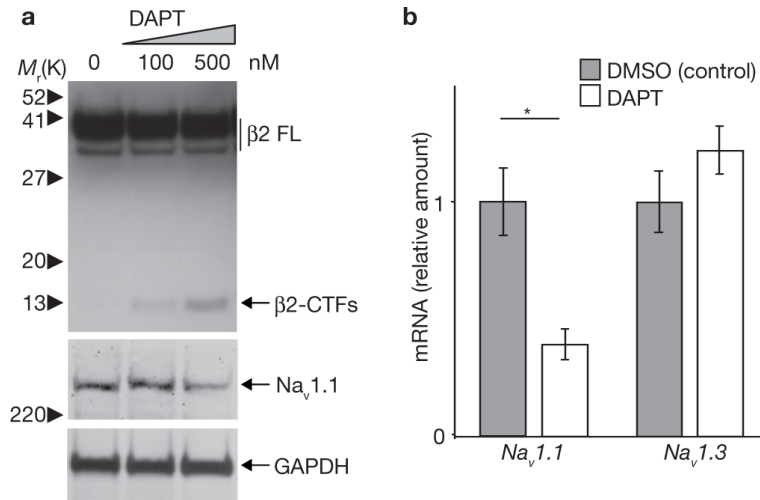 a
DAPT
Mr(K) 0 100 500 nM
52
41
β2 FL
27
20
13
β2-CTFs
Nav1.1
220
GAPDH
b
DMSO (control)
DAPT
*
mRNA (relative amount)
1
0
Nav1.1 Nav1.3